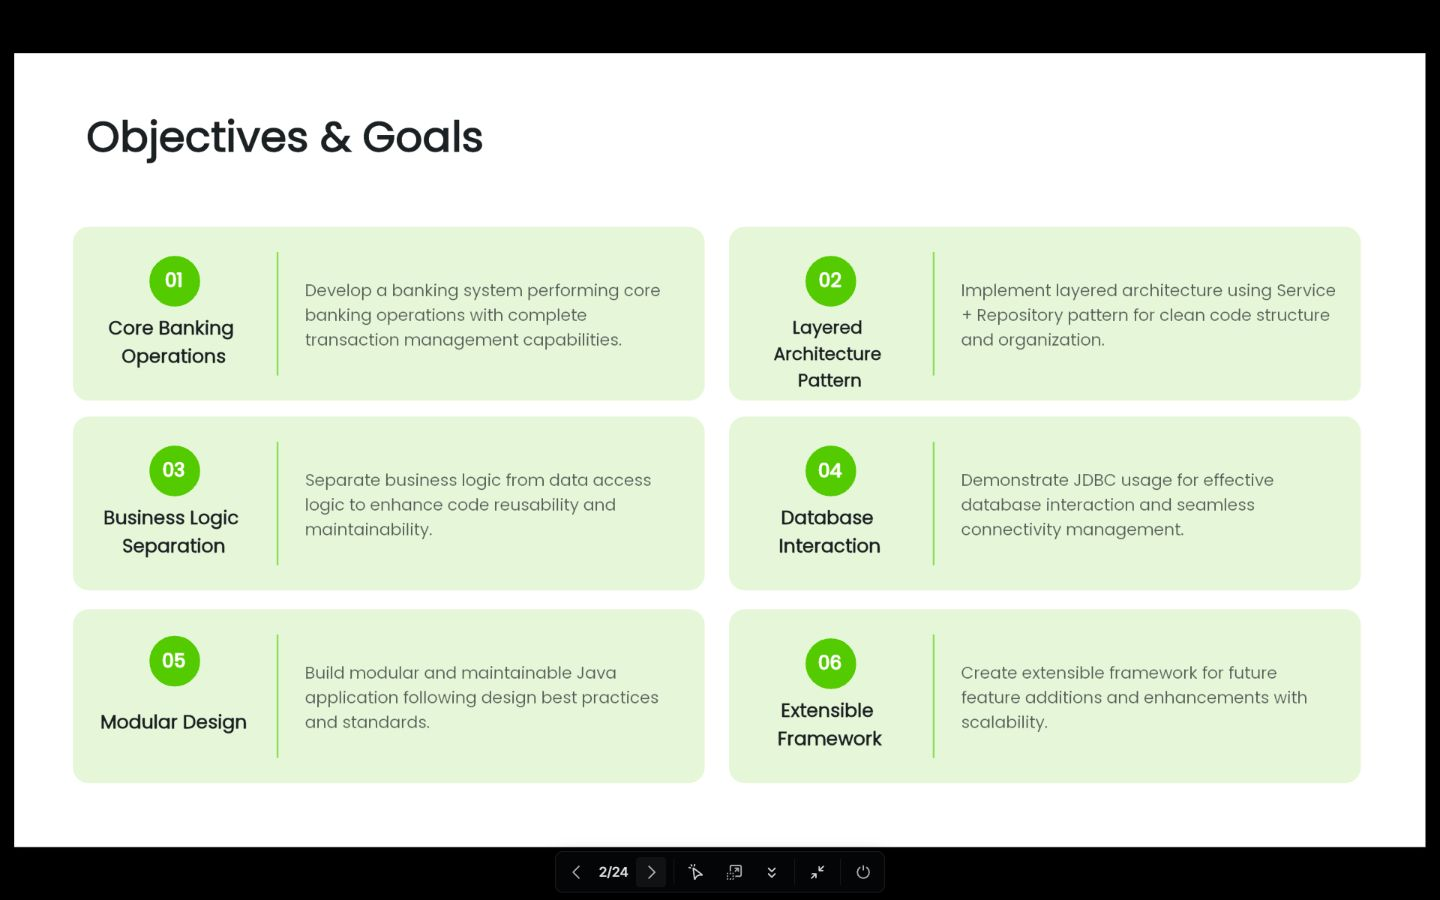 Objectives & Goals
01
Core Banking
Operations
Develop a banking system performing core
banking operations with complete
transaction management capabilities.
02
Layered
Architecture
Pattern
Implement layered architecture using Service
+ Repository pattern for clean code structure
and organization.
03
Business Logic
Separation
Separate business logic from data access
logic to enhance code reusability and
maintainability.
04
Database
Interaction
Demonstrate JDBC usage for effective
database interaction and seamless
connectivity management.
05
Modular Design
Build modular and maintainable Java
application following design best practices
and standards.
06
Extensible
Framework
Create extensible framework for future
feature additions and enhancements with
scalability.
2/24